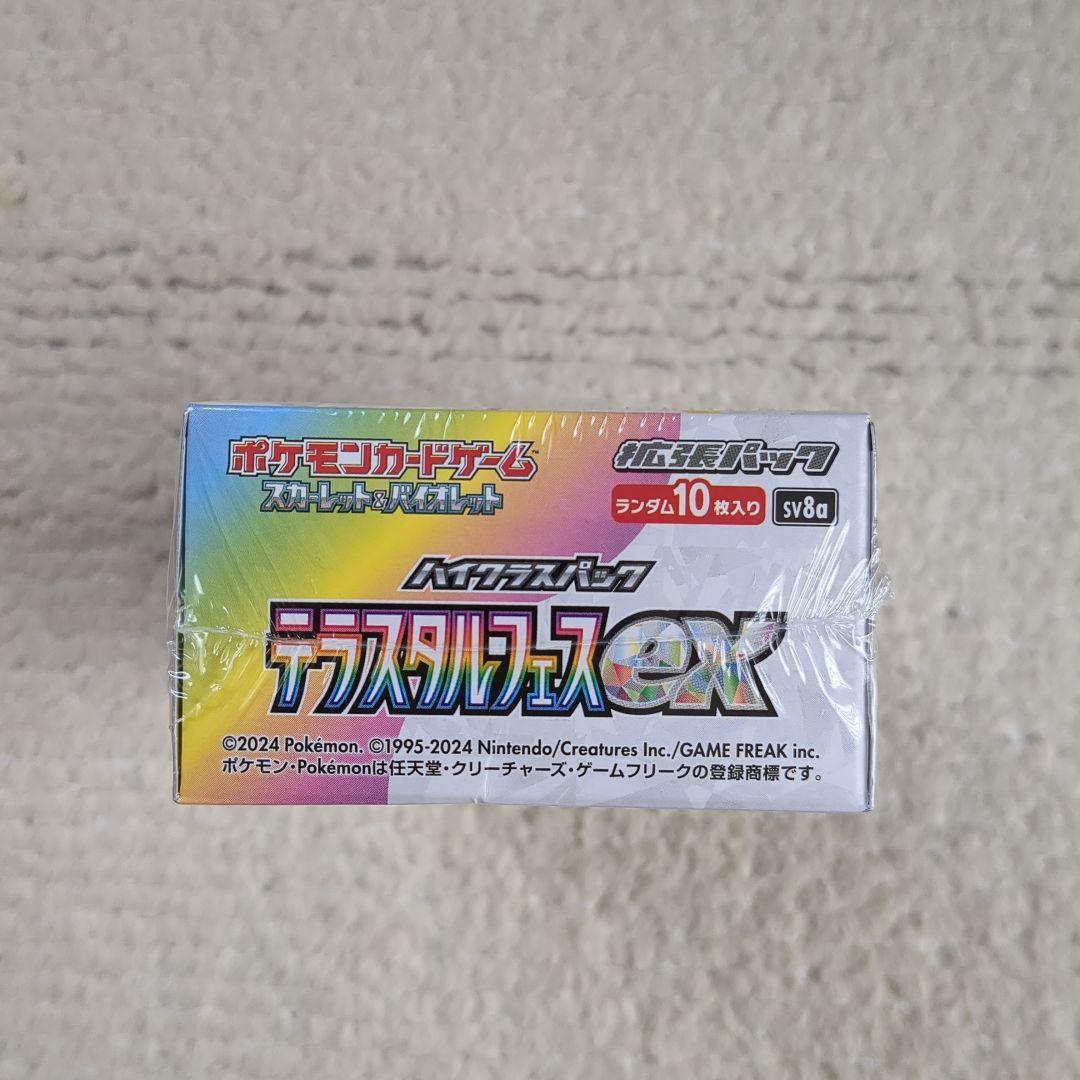 ポケモンカードゲーム™
スカーレット&バイオレット
拡張パック
ランダム10枚入り sv8a
ハイクラスパック
テラスタルフェスex
©2024 Pokémon. ©1995-2024 Nintendo/Creatures Inc./GAME FREAK inc.
ポケモン・Pokémonは任天堂・クリーチャーズ・ゲームフリークの登録商標です。